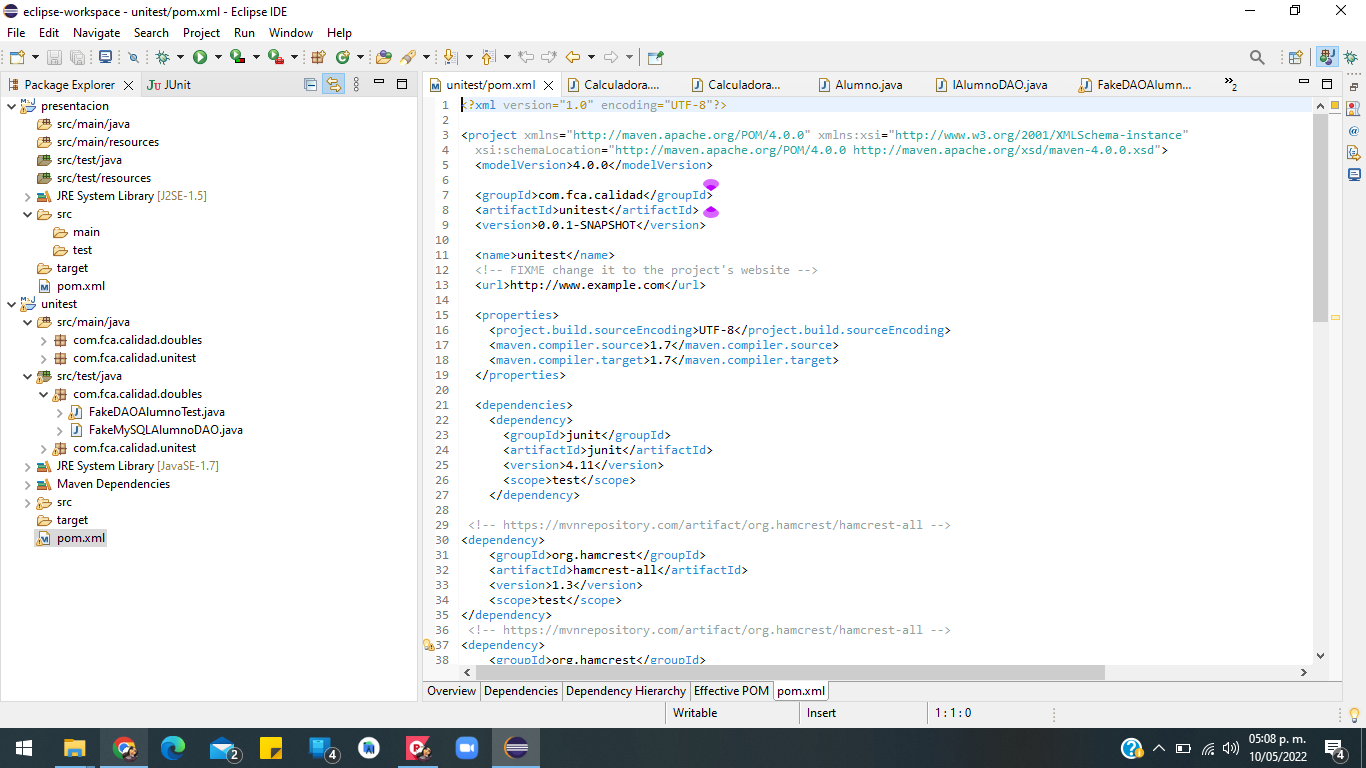 eclipse-workspace - unitest/pom.xml - Eclipse IDE
File Edit Navigate Search Project Run Window Help
Package Explorer
JUnit
unitest/pom.xml
Calculadora....
Calculadora...
Alumno.java
IAlumnoDAO.java
FakeDAOAlumn...
»2
presentacion
src/main/java
src/main/resources
src/test/java
src/test/resources
JRE System Library [J2SE-1.5]
src
main
test
target
pom.xml
unitest
src/main/java
com.fca.calidad.doubles
com.fca.calidad.unitest
src/test/java
com.fca.calidad.doubles
FakeDAOAlumnoTest.java
FakeMySQLAlumnoDAO.java
com.fca.calidad.unitest
JRE System Library [JavaSE-1.7]
Maven Dependencies
src
target
pom.xml
1 <?xml version="1.0" encoding="UTF-8"?>
2
3 <project xmlns="http://maven.apache.org/POM/4.0.0" xmlns:xsi="http://www.w3.org/2001/XMLSchema-instance"
4 xsi:schemaLocation="http://maven.apache.org/POM/4.0.0 http://maven.apache.org/xsd/maven-4.0.0.xsd">
5 <modelVersion>4.0.0</modelVersion>
6
7 <groupId>com.fca.calidad</groupId>
8 <artifactId>unitest</artifactId>
9 <version>0.0.1-SNAPSHOT</version>
10
11 <name>unitest</name>
12 <!-- FIXME change it to the project's website -->
13 <url>http://www.example.com</url>
14
15 <properties>
16 <project.build.sourceEncoding>UTF-8</project.build.sourceEncoding>
17 <maven.compiler.source>1.7</maven.compiler.source>
18 <maven.compiler.target>1.7</maven.compiler.target>
19 </properties>
20
21 <dependencies>
22 <dependency>
23 <groupId>junit</groupId>
24 <artifactId>junit</artifactId>
25 <version>4.11</version>
26 <scope>test</scope>
27 </dependency>
28
29 <!-- https://mvnrepository.com/artifact/org.hamcrest/hamcrest-all -->
30 <dependency>
31 <groupId>org.hamcrest</groupId>
32 <artifactId>hamcrest-all</artifactId>
33 <version>1.3</version>
34 <scope>test</scope>
35 </dependency>
36 <!-- https://mvnrepository.com/artifact/org.hamcrest/hamcrest-all -->
37 <dependency>
38 <groupId>org.hamcrest</groupId>
Overview Dependencies Dependency Hierarchy Effective POM pom.xml
Writable Insert 1 : 1 : 0
2
4
05:08 p. m.
10/05/2022
4